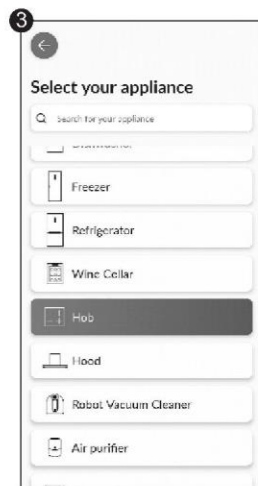 3
Select your appliance
Search for your appliance
Dishwasher
Freezer
Refrigerator
Wine Cellar
Hob
Hood
Robot Vacuum Cleaner
Air purifier